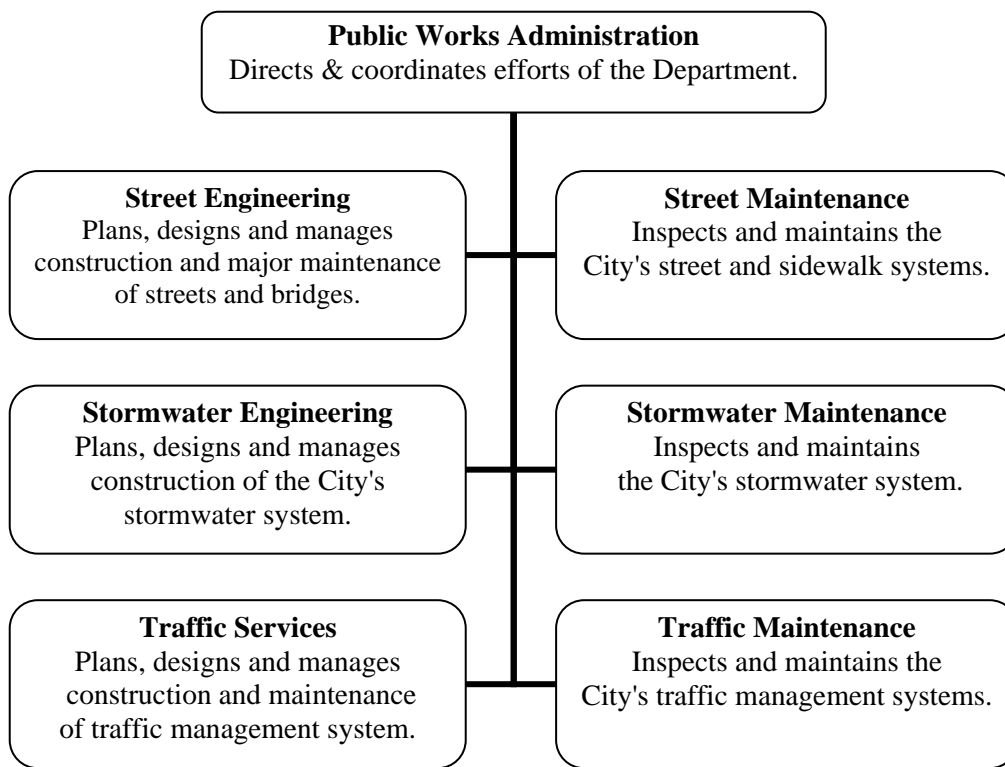 Public Works Administration
Directs & coordinates efforts of the Department.
Street Engineering
Plans, designs and manages
construction and major maintenance
of streets and bridges.
Street Maintenance
Inspects and maintains the
City's street and sidewalk systems.
Stormwater Engineering
Plans, designs and manages
construction of the City's
stormwater system.
Stormwater Maintenance
Inspects and maintains
the City's stormwater system.
Traffic Services
Plans, designs and manages
construction and maintenance
of traffic management system.
Traffic Maintenance
Inspects and maintains the
City's traffic management systems.